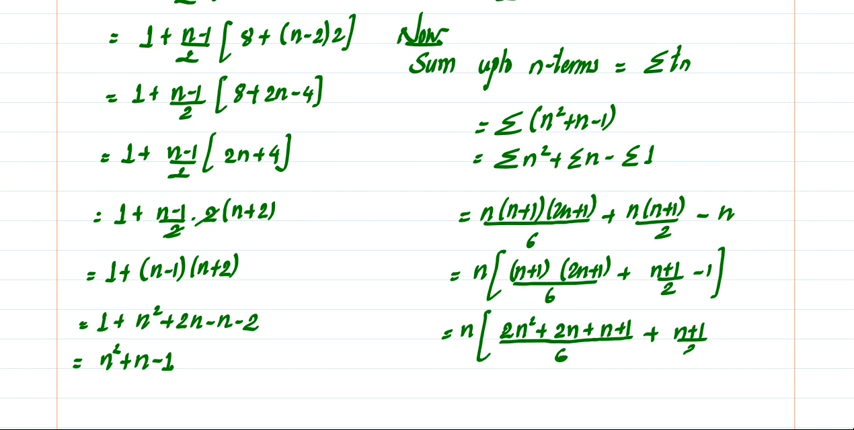 = 1 + n-1/2 [ 8 + (n-2)2 ]
= 1 + n-1/2 [ 8 + 2n - 4 ]
= 1 + n-1/2 [ 2n + 4 ]
= 1 + n-1/2 . 2 (n+2)
= 1 + (n-1) (n+2)
= 1 + n² + 2n - n - 2
= n² + n - 1
Now
Sum upto n-terms = Σtn
= Σ (n² + n - 1)
= Σn² + Σn - Σ1
= n(n+1)(2n+1)/6 + n(n+1)/2 - n
= n [ (n+1) (2n+1)/6 + n+1/2 - 1 ]
= n [ 2n² + 2n + n + 1/6 + n+1/2